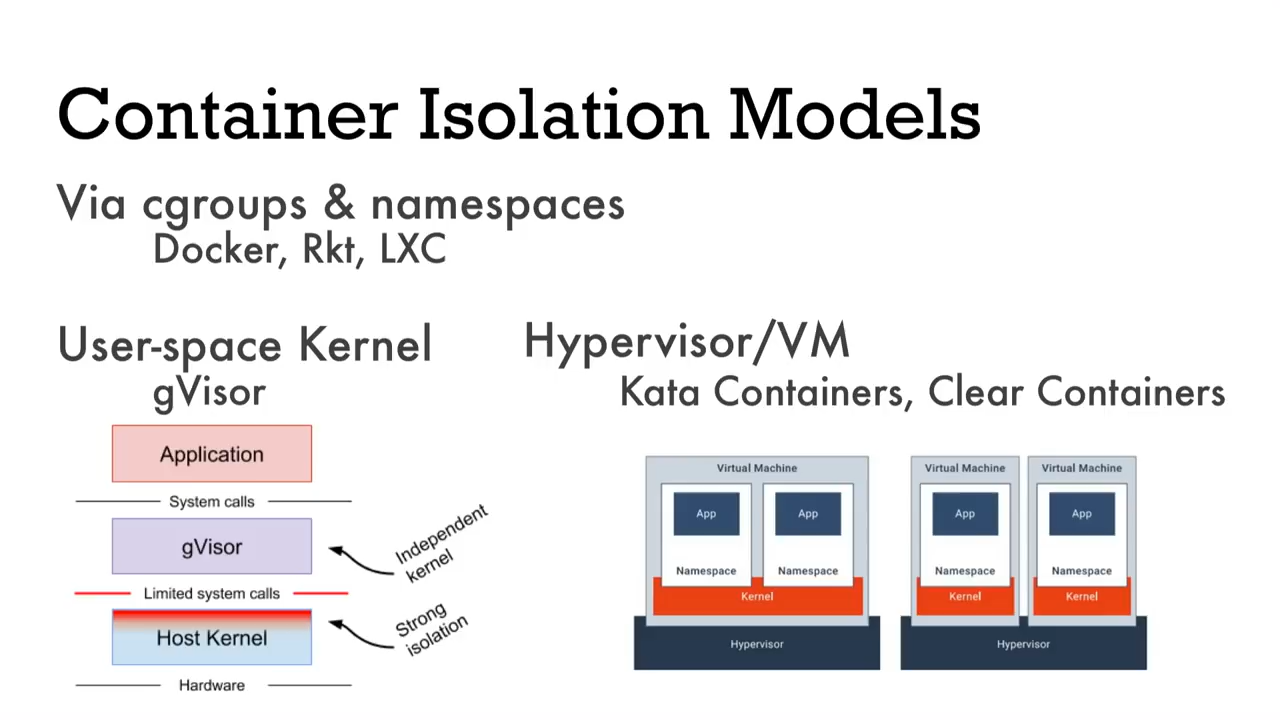 Container Isolation Models
Via cgroups & namespaces
Docker, Rkt, LXC
User-space Kernel
gVisor
Application
System calls
gVisor
Independent
kernel
Limited system calls
Host Kernel
Strong
isolation
Hardware
Hypervisor/VM
Kata Containers, Clear Containers
Virtual Machine
App
App
Namespace
Namespace
Kernel
Hypervisor
Virtual Machine
Virtual Machine
App
App
Namespace
Namespace
Kernel
Kernel
Hypervisor